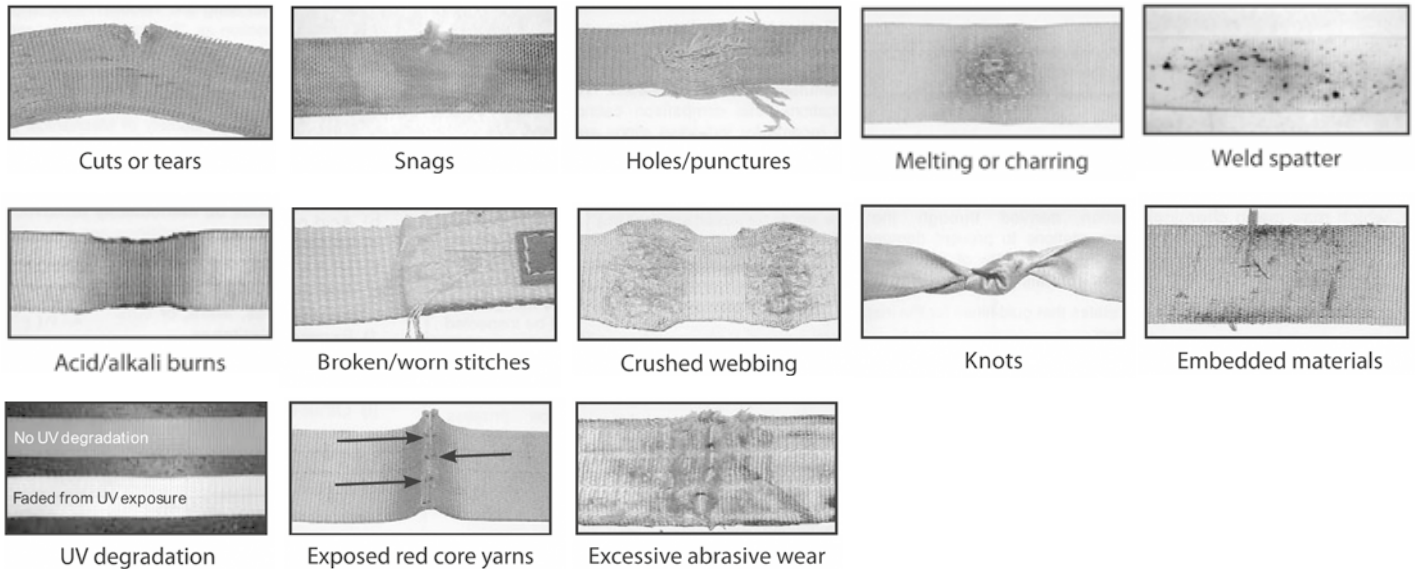 Cuts or tears
Snags
Holes/punctures
Melting or charring
Weld spatter
Acid/alkali burns
Broken/worn stitches
Crushed webbing
Knots
Embedded materials
No UV degradation
Faded from UV exposure
UV degradation
Exposed red core yarns
Excessive abrasive wear